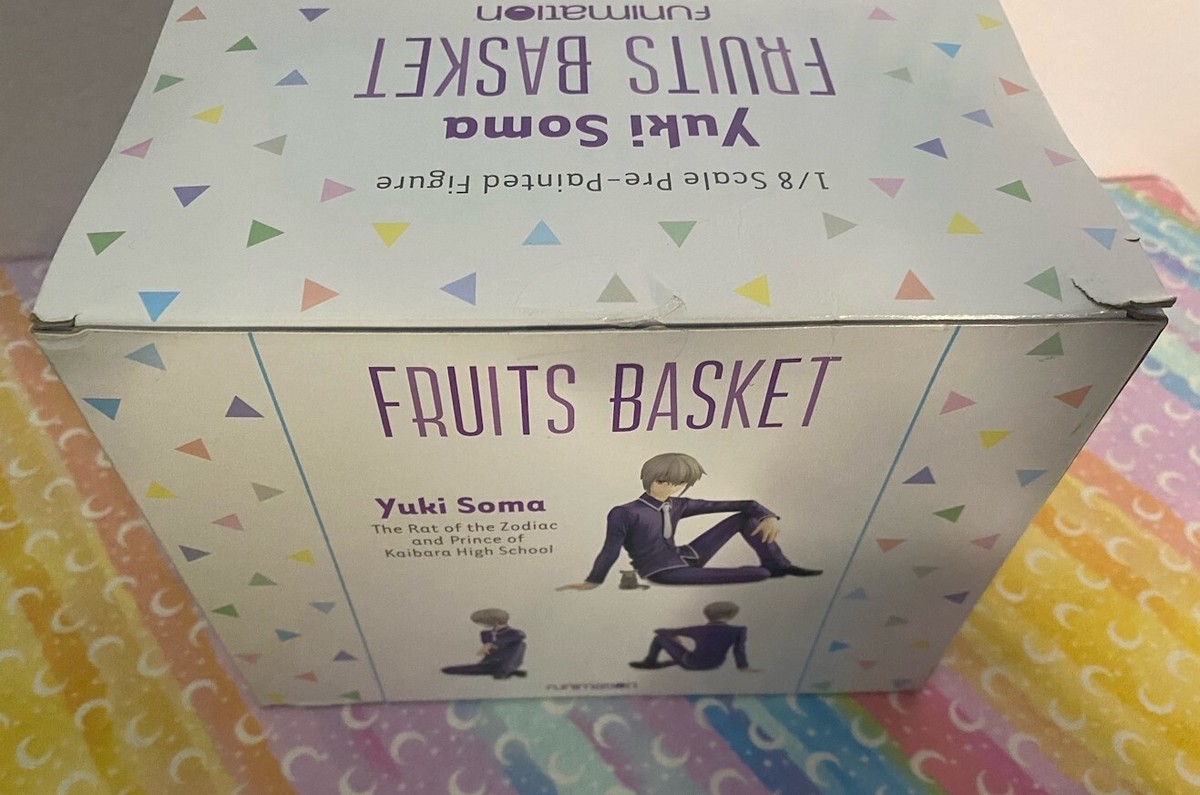 funimation
FRUITS BASKET
Yuki Soma
1/8 Scale Pre-Painted Figure
FRUITS BASKET
Yuki Soma
The Rat of the Zodiac
and Prince of
Kaibara High School
funimation